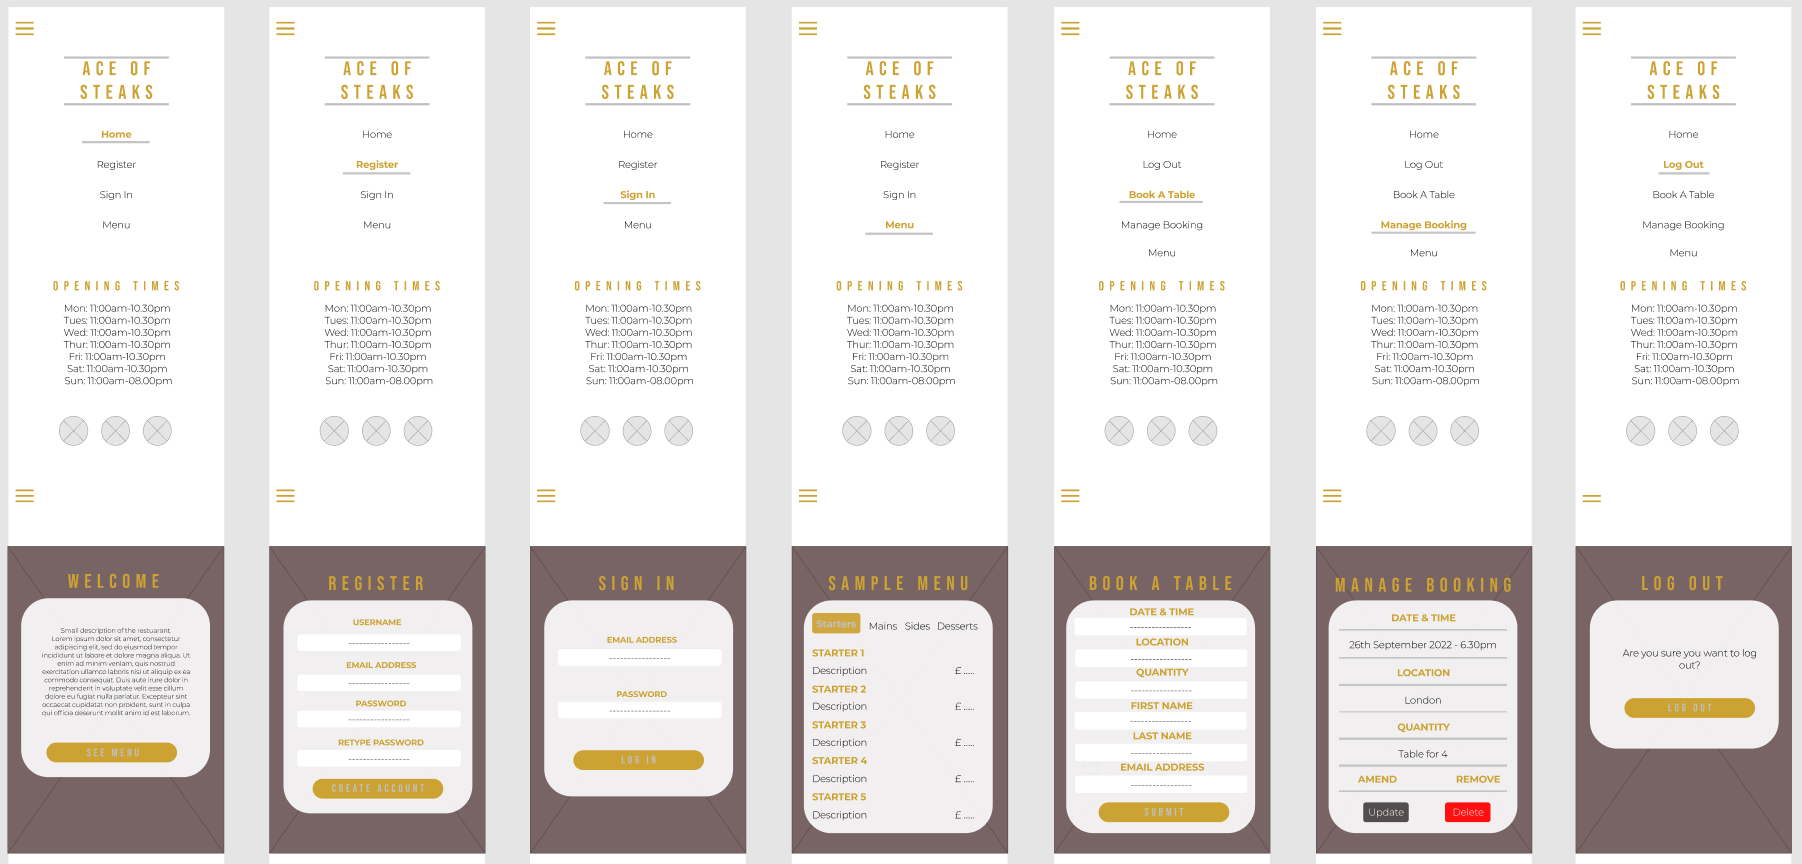 ACE OF
STEAKS
Home
Register
Sign In
Menu
OPENING TIMES
Mon: 11:00am-10.30pm
Tues: 11:00am-10.30pm
Wed: 11:00am-10.30pm
Thur: 11:00am-10.30pm
Fri: 11:00am-10.30pm
Sat: 11:00am-10.30pm
Sun: 11:00am-08.00pm
WELCOME
Small description of the restuarant.
Lorem ipsum dolor sit amet, consectetur
adipiscing elit, sed do eiusmod tempor
incididunt ut labore et dolore magna aliqua. Ut
enim ad minim veniam, quis nostrud
exercitation ullamco laboris nisi ut aliquip ex ea
commodo consequat. Duis aute irure dolor in
reprehenderit in voluptate velit esse cillum
dolore eu fugiat nulla pariatur. Excepteur sint
occaecat cupidatat non proident, sunt in culpa
qui officia deserunt mollit anim id est laborum.
SEE MENU
ACE OF
STEAKS
Home
Register
Sign In
Menu
OPENING TIMES
Mon: 11:00am-10.30pm
Tues: 11:00am-10.30pm
Wed: 11:00am-10.30pm
Thur: 11:00am-10.30pm
Fri: 11:00am-10.30pm
Sat: 11:00am-10.30pm
Sun: 11:00am-08.00pm
REGISTER
USERNAME
-----------------
EMAIL ADDRESS
-----------------
PASSWORD
-----------------
RETYPE PASSWORD
-----------------
CREATE ACCOUNT
ACE OF
STEAKS
Home
Register
Sign In
Menu
OPENING TIMES
Mon: 11:00am-10.30pm
Tues: 11:00am-10.30pm
Wed: 11:00am-10.30pm
Thur: 11:00am-10.30pm
Fri: 11:00am-10.30pm
Sat: 11:00am-10.30pm
Sun: 11:00am-08.00pm
SIGN IN
EMAIL ADDRESS
-----------------
PASSWORD
-----------------
LOG IN
ACE OF
STEAKS
Home
Register
Sign In
Menu
OPENING TIMES
Mon: 11:00am-10.30pm
Tues: 11:00am-10.30pm
Wed: 11:00am-10.30pm
Thur: 11:00am-10.30pm
Fri: 11:00am-10.30pm
Sat: 11:00am-10.30pm
Sun: 11:00am-08.00pm
SAMPLE MENU
Starters Mains Sides Desserts
STARTER 1
Description £ .....
STARTER 2
Description £ .....
STARTER 3
Description £ .....
STARTER 4
Description £ .....
STARTER 5
Description £ .....
ACE OF
STEAKS
Home
Log Out
Book A Table
Manage Booking
Menu
OPENING TIMES
Mon: 11:00am-10.30pm
Tues: 11:00am-10.30pm
Wed: 11:00am-10.30pm
Thur: 11:00am-10.30pm
Fri: 11:00am-10.30pm
Sat: 11:00am-10.30pm
Sun: 11:00am-08.00pm
BOOK A TABLE
DATE & TIME
-----------------
LOCATION
-----------------
QUANTITY
-----------------
FIRST NAME
-----------------
LAST NAME
-----------------
EMAIL ADDRESS
-----------------
SUBMIT
ACE OF
STEAKS
Home
Log Out
Book A Table
Manage Booking
Menu
OPENING TIMES
Mon: 11:00am-10.30pm
Tues: 11:00am-10.30pm
Wed: 11:00am-10.30pm
Thur: 11:00am-10.30pm
Fri: 11:00am-10.30pm
Sat: 11:00am-10.30pm
Sun: 11:00am-08.00pm
MANAGE BOOKING
DATE & TIME
26th September 2022 - 6.30pm
LOCATION
London
QUANTITY
Table for 4
AMEND REMOVE
Update Delete
ACE OF
STEAKS
Home
Log Out
Book A Table
Manage Booking
Menu
OPENING TIMES
Mon: 11:00am-10.30pm
Tues: 11:00am-10.30pm
Wed: 11:00am-10.30pm
Thur: 11:00am-10.30pm
Fri: 11:00am-10.30pm
Sat: 11:00am-10.30pm
Sun: 11:00am-08.00pm
LOG OUT
Are you sure you want to log
out?
LOG OUT